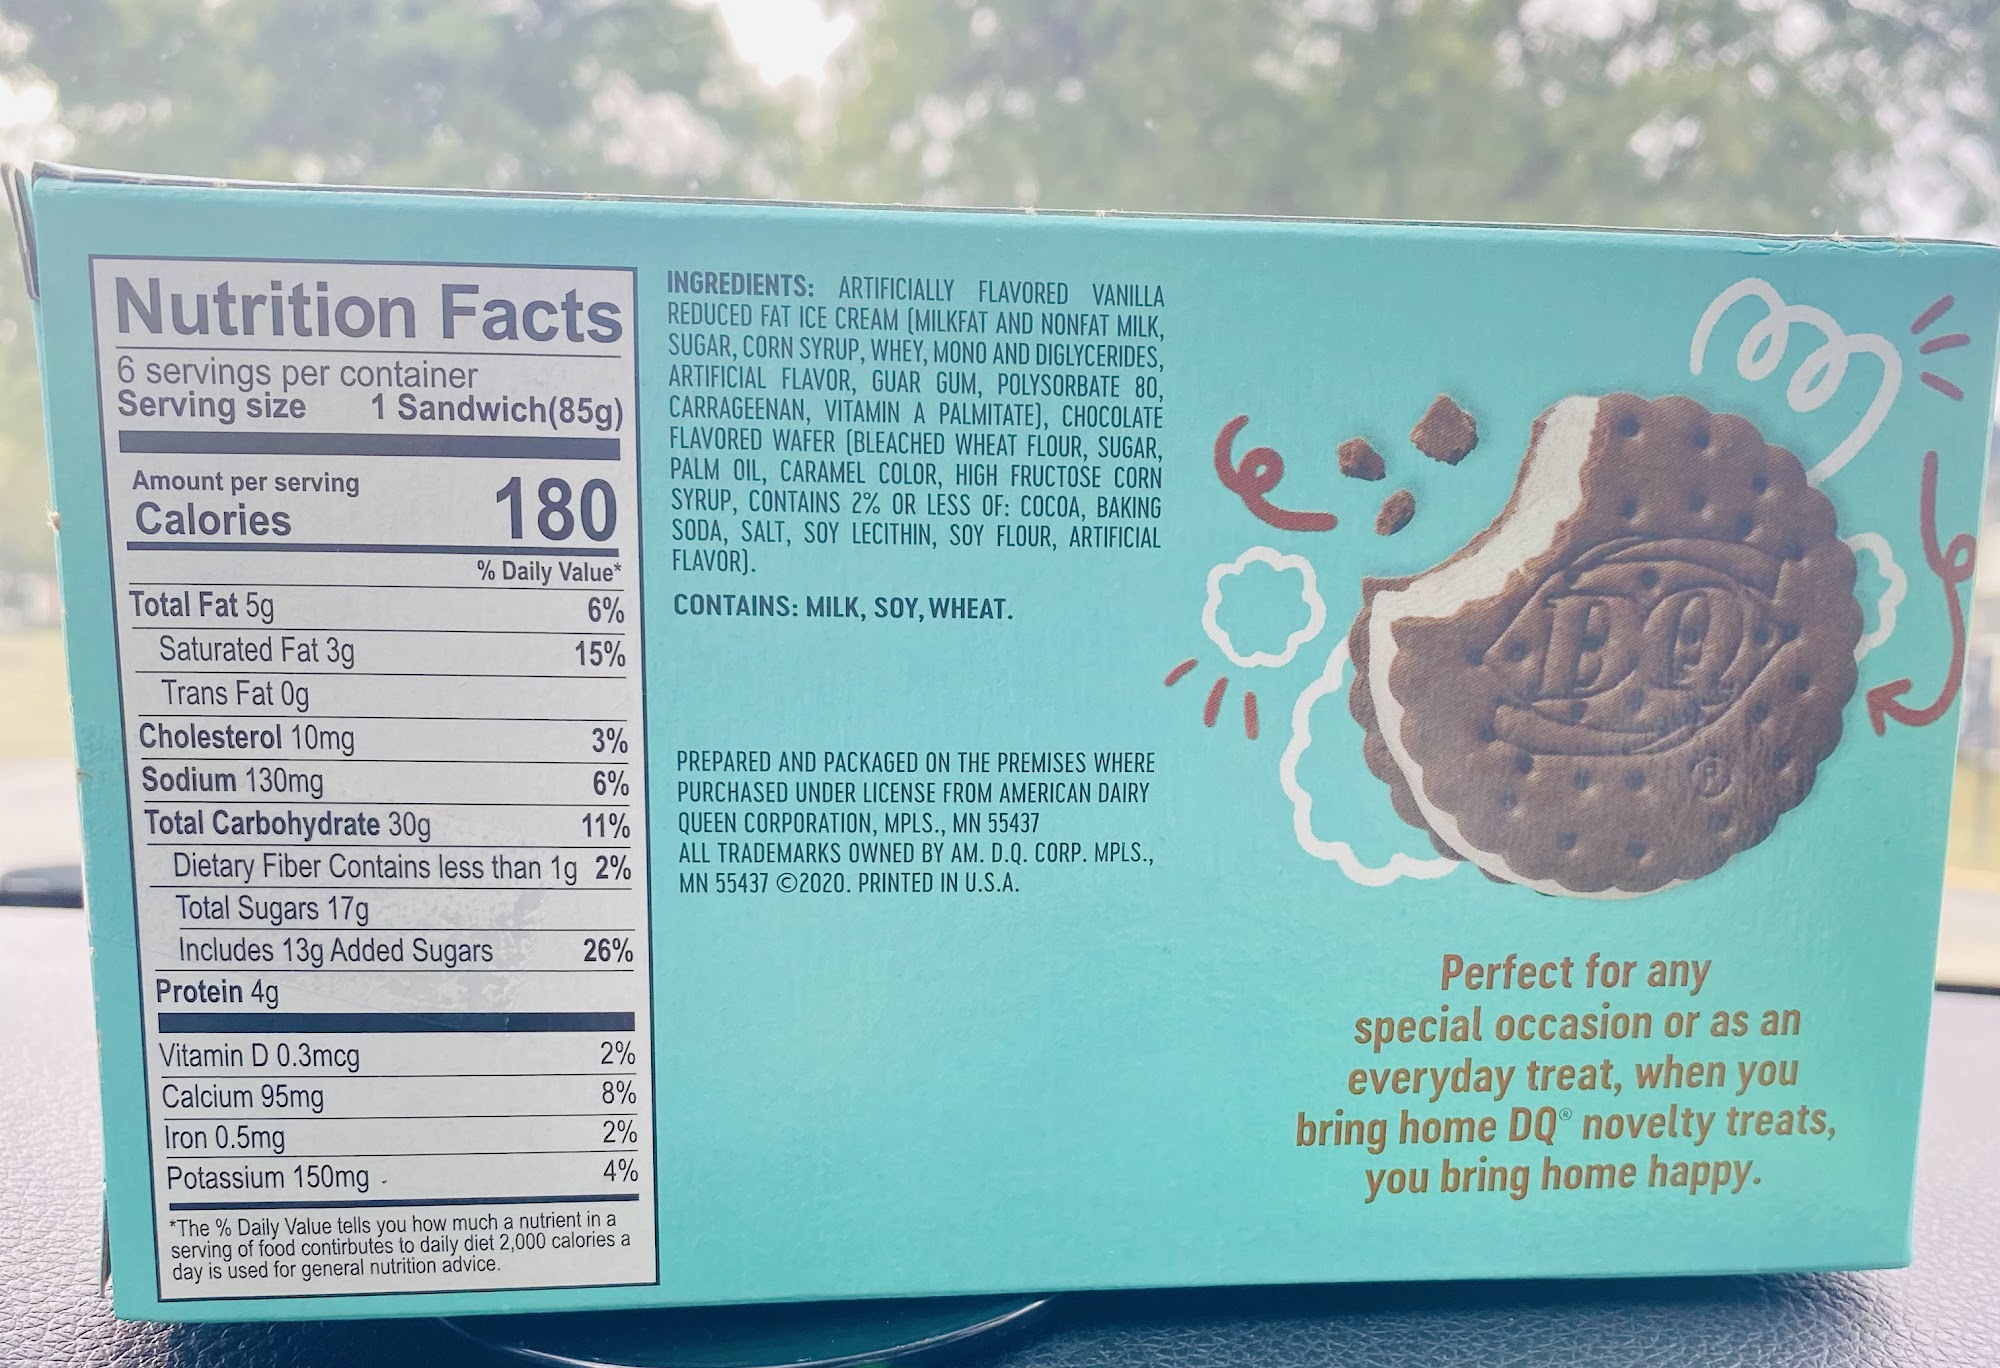 Nutrition Facts
6 servings per container
Serving size 1 Sandwich(85g)
Amount per serving
Calories 180
% Daily Value*
Total Fat 5g 6%
Saturated Fat 3g 15%
Trans Fat 0g
Cholesterol 10mg 3%
Sodium 130mg 6%
Total Carbohydrate 30g 11%
Dietary Fiber Contains less than 1g 2%
Total Sugars 17g
Includes 13g Added Sugars 26%
Protein 4g
Vitamin D 0.3mcg 2%
Calcium 95mg 8%
Iron 0.5mg 2%
Potassium 150mg 4%
*The % Daily Value tells you how much a nutrient in a
serving of food contirbutes to daily diet 2,000 calories a
day is used for general nutrition advice.
INGREDIENTS: ARTIFICIALLY FLAVORED VANILLA
REDUCED FAT ICE CREAM (MILKFAT AND NONFAT MILK,
SUGAR, CORN SYRUP, WHEY, MONO AND DIGLYCERIDES,
ARTIFICIAL FLAVOR, GUAR GUM, POLYSORBATE 80,
CARRAGEENAN, VITAMIN A PALMITATE), CHOCOLATE
FLAVORED WAFER (BLEACHED WHEAT FLOUR, SUGAR,
PALM OIL, CARAMEL COLOR, HIGH FRUCTOSE CORN
SYRUP, CONTAINS 2% OR LESS OF: COCOA, BAKING
SODA, SALT, SOY LECITHIN, SOY FLOUR, ARTIFICIAL
FLAVOR).
CONTAINS: MILK, SOY, WHEAT.
PREPARED AND PACKAGED ON THE PREMISES WHERE
PURCHASED UNDER LICENSE FROM AMERICAN DAIRY
QUEEN CORPORATION, MPLS., MN 55437
ALL TRADEMARKS OWNED BY AM. D.Q. CORP. MPLS.,
MN 55437 ©2020. PRINTED IN U.S.A.
DQ
®
Perfect for any
special occasion or as an
everyday treat, when you
bring home DQ® novelty treats,
you bring home happy.